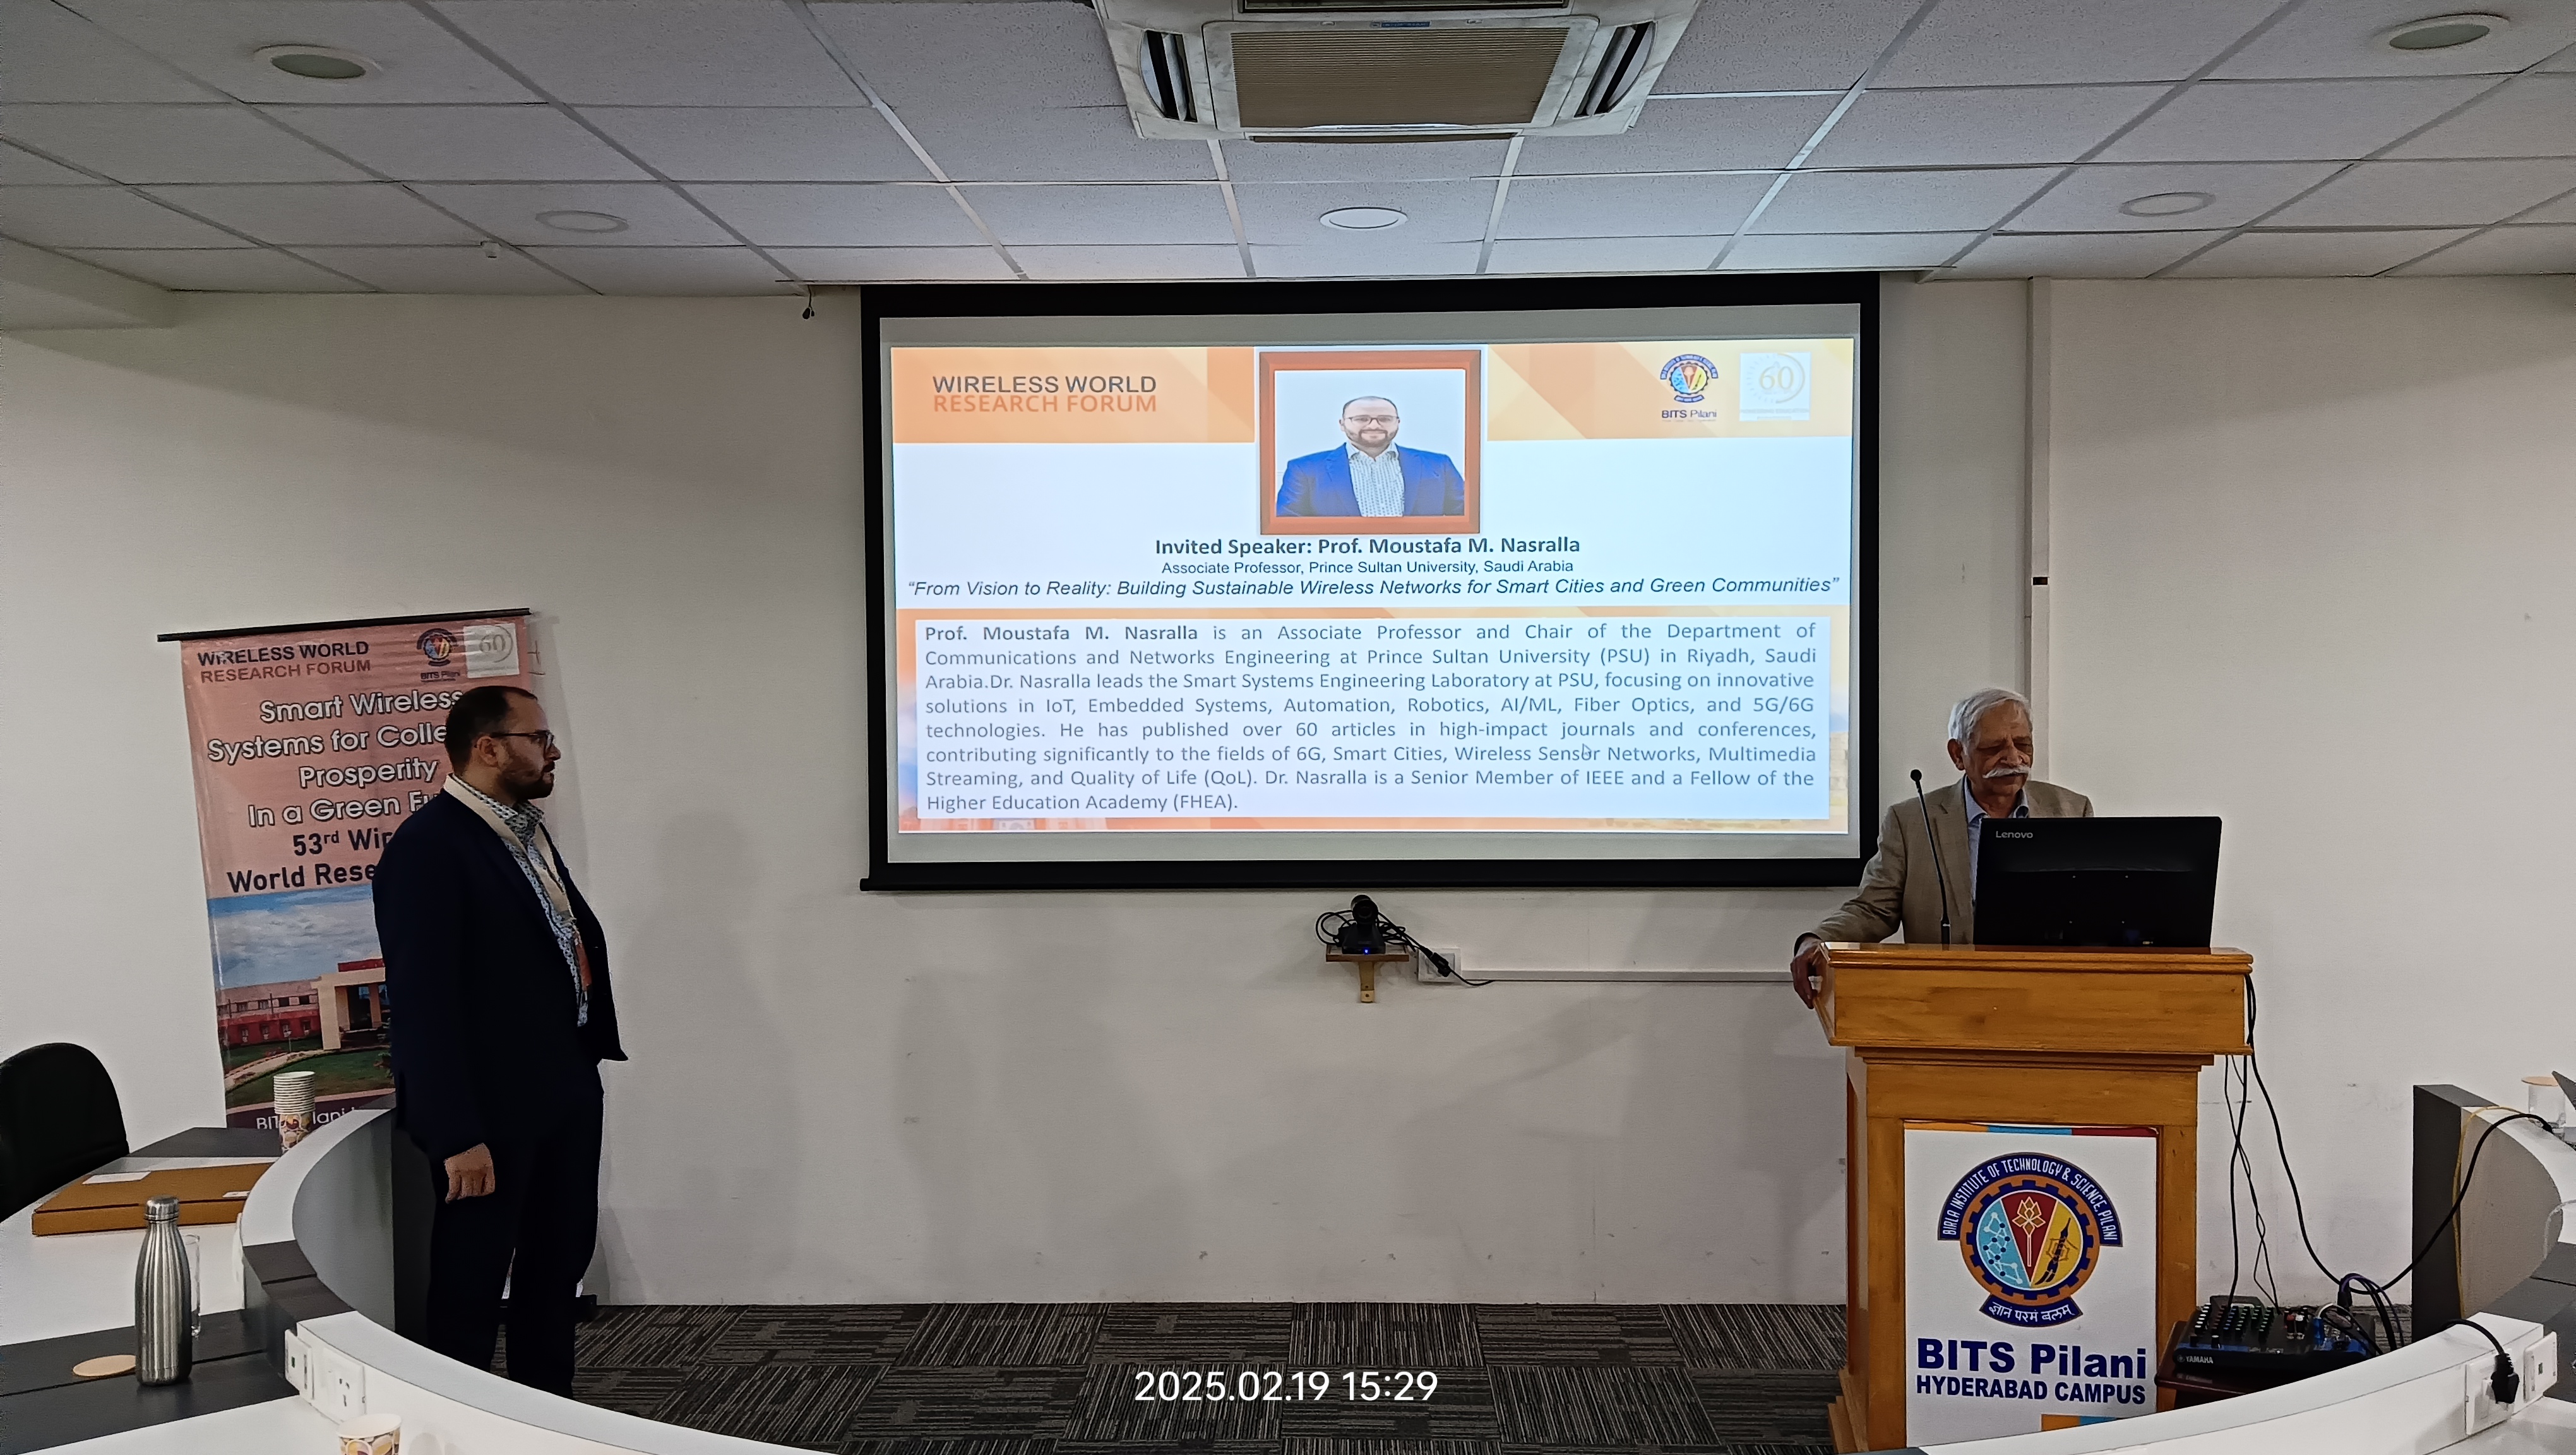 WIRELESS WORLD
RESEARCH FORUM
60
BITS Pilani
Invited Speaker: Prof. Moustafa M. Nasralla
Associate Professor, Prince Sultan University, Saudi Arabia
“From Vision to Reality: Building Sustainable Wireless Networks for Smart Cities and Green Communities”
Prof. Moustafa M. Nasralla is an Associate Professor and Chair of the Department of
Communications and Networks Engineering at Prince Sultan University (PSU) in Riyadh, Saudi
Arabia.Dr. Nasralla leads the Smart Systems Engineering Laboratory at PSU, focusing on innovative
solutions in IoT, Embedded Systems, Automation, Robotics, AI/ML, Fiber Optics, and 5G/6G
technologies. He has published over 60 articles in high-impact journals and conferences,
contributing significantly to the fields of 6G, Smart Cities, Wireless Sensor Networks, Multimedia
Streaming, and Quality of Life (QoL). Dr. Nasralla is a Senior Member of IEEE and a Fellow of the
Higher Education Academy (FHEA).
WIRELESS WORLD
RESEARCH FORUM
60
BITS Pilani
Smart Wireless
Systems for Colle
Prosperity
In a Green Fu
53rd Wir
World Rese
Lenovo
BIRLA INSTITUTE OF TECHNOLOGY & SCIENCE PILANI
ज्ञानं परमं बलम्
BITS Pilani
HYDERABAD CAMPUS
YAMAHA
2025.02.19 15:29